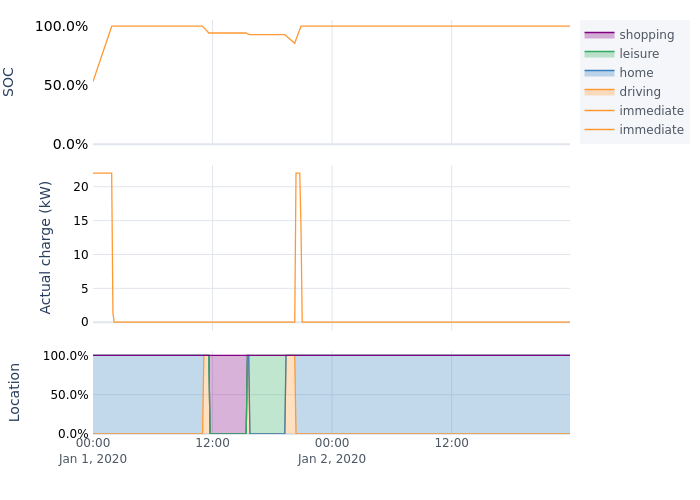 100.0%
50.0%
0.0%
SOC
shopping
leisure
home
driving
immediate
immediate
20
15
10
5
0
Actual charge (kW)
100.0%
50.0%
0.0%
Location
00:00 12:00 00:00 12:00
Jan 1, 2020 Jan 2, 2020